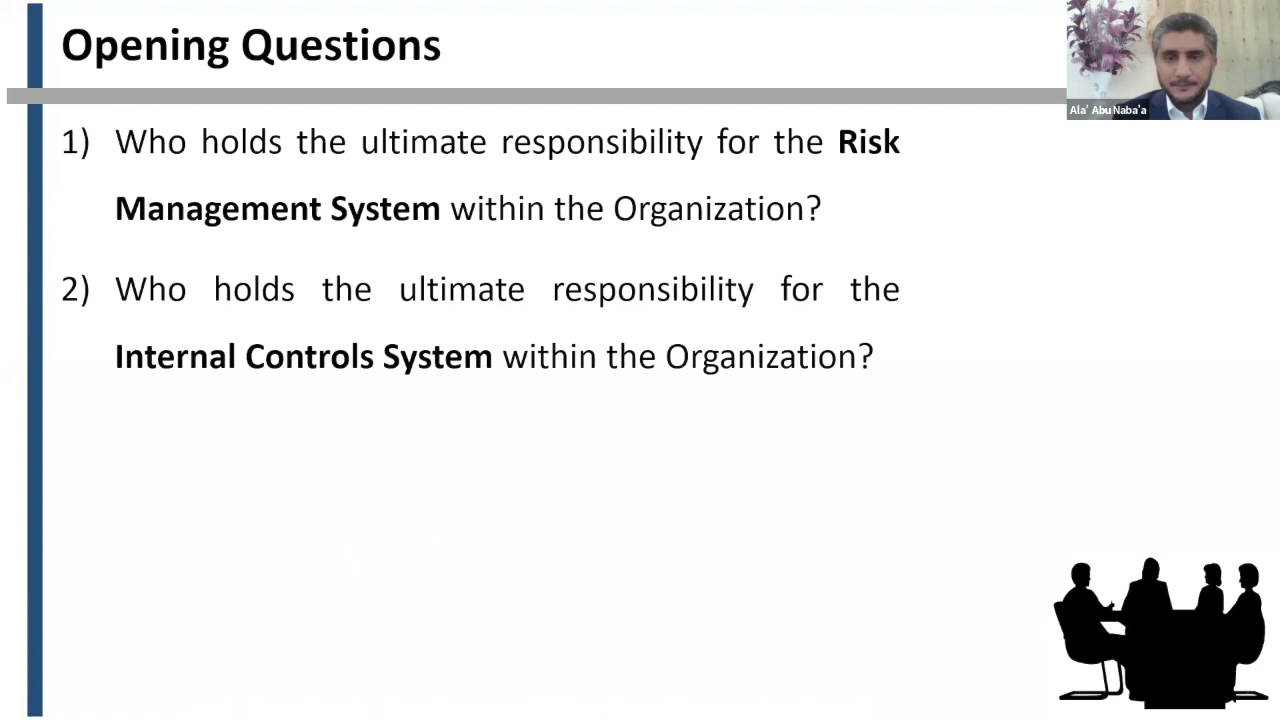 Opening Questions
Ala' Abu Naba'a
1) Who holds the ultimate responsibility for the Risk
Management System within the Organization?
2) Who holds the ultimate responsibility for the
Internal Controls System within the Organization?